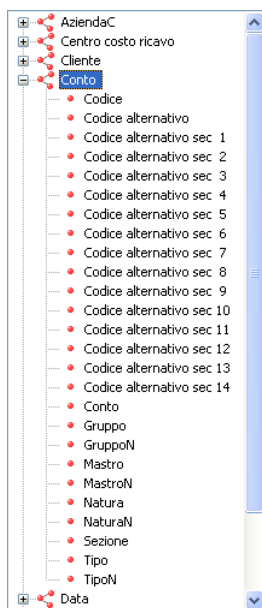 AziendaC
Centro costo ricavo
Cliente
Conto
Codice
Codice alternativo
Codice alternativo sec 1
Codice alternativo sec 2
Codice alternativo sec 3
Codice alternativo sec 4
Codice alternativo sec 5
Codice alternativo sec 6
Codice alternativo sec 7
Codice alternativo sec 8
Codice alternativo sec 9
Codice alternativo sec 10
Codice alternativo sec 11
Codice alternativo sec 12
Codice alternativo sec 13
Codice alternativo sec 14
Conto
Gruppo
GruppoN
Mastro
MastroN
Natura
NaturaN
Sezione
Tipo
TipoN
Data